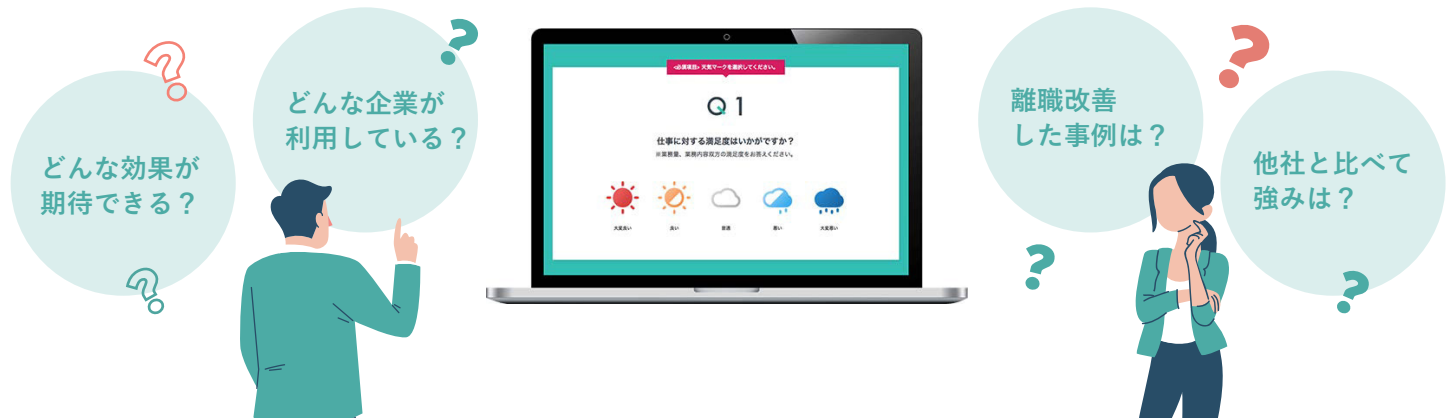 どんな効果が
期待できる？
どんな企業が
利用している？
<必須項目> 天気マークを選択してください。
Q1
仕事に対する満足度はいかがですか？
※業務量、業務内容双方の満足度をお答えください。
大変良い
良い
普通
悪い
大変悪い
離職改善
した事例は？
他社と比べて
強みは？